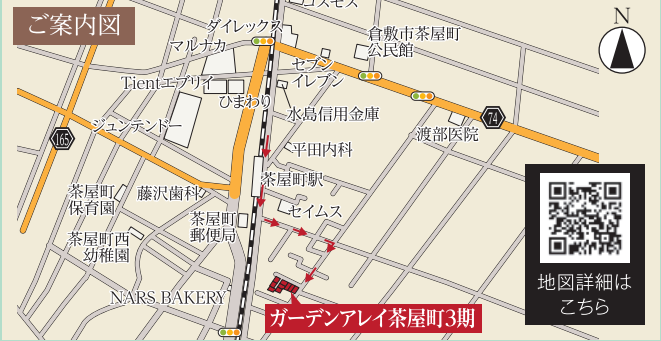 ご案内図
コスモス
ダイレックス
マルナカ
倉敷市茶屋町
公民館
N
セブン
イレブン
Tientエブリイ
ひまわり
水島信用金庫
74
ジュンテンドー
渡部医院
165
平田内科
茶屋町駅
茶屋町
保育園
藤沢歯科
セイムス
茶屋町
郵便局
茶屋町西
幼稚園
地図詳細は
こちら
NARS BAKERY
ガーデンアレイ茶屋町3期